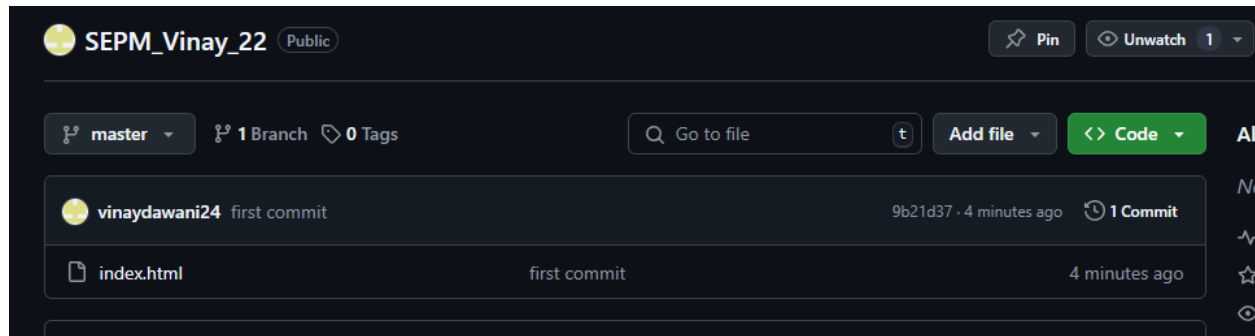 SEPM_Vinay_22 Public Pin Unwatch 1
master 1 Branch 0 Tags Go to file t Add file Code
vinaydawani24 first commit 9b21d37 · 4 minutes ago 1 Commit
index.html first commit 4 minutes ago